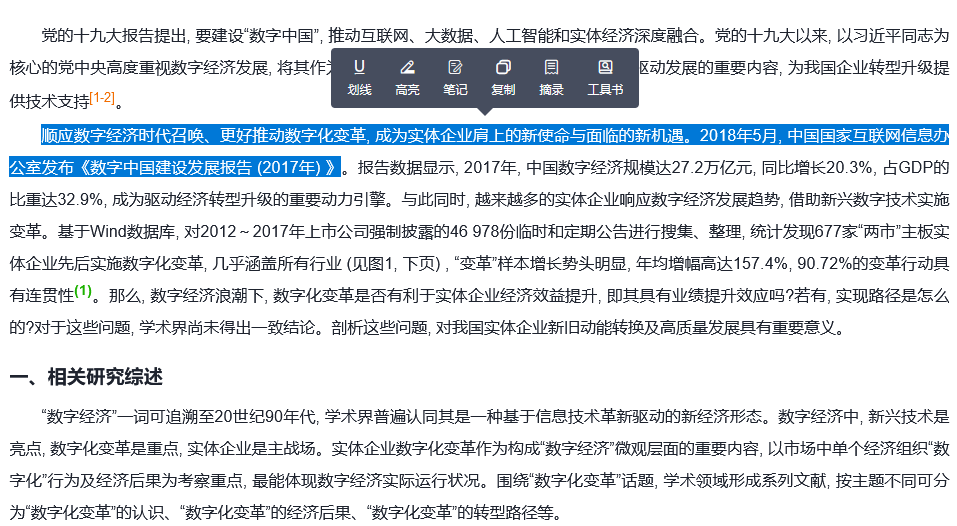 党的十九大报告提出, 要建设“数字中国”, 推动互联网、大数据、人工智能和实体经济深度融合。党的十九大以来, 以习近平同志为
核心的党中央高度重视数字经济发展, 将其作为
驱动发展的重要内容, 为我国企业转型升级提
划线 高亮 笔记 复制 摘录 工具书
供技术支持[1-2]。
顺应数字经济时代召唤、更好推动数字化变革, 成为实体企业肩上的新使命与面临的新机遇。2018年5月, 中国国家互联网信息办
公室发布《数字中国建设发展报告 (2017年) 》。报告数据显示, 2017年, 中国数字经济规模达27.2万亿元, 同比增长20.3%, 占GDP的
比重达32.9%, 成为驱动经济转型升级的重要动力引擎。与此同时, 越来越多的实体企业响应数字经济发展趋势, 借助新兴数字技术实施
变革。基于Wind数据库, 对2012～2017年上市公司强制披露的46 978份临时和定期公告进行搜集、整理, 统计发现677家“两市”主板实
体企业先后实施数字化变革, 几乎涵盖所有行业 (见图1, 下页) , “变革”样本增长势头明显, 年均增幅高达157.4%, 90.72%的变革行动具
有连贯性(1)。那么, 数字经济浪潮下, 数字化变革是否有利于实体企业经济效益提升, 即其具有业绩提升效应吗?若有, 实现路径是怎么
的?对于这些问题, 学术界尚未得出一致结论。剖析这些问题, 对我国实体企业新旧动能转换及高质量发展具有重要意义。
一、相关研究综述
“数字经济”一词可追溯至20世纪90年代, 学术界普遍认同其是一种基于信息技术革新驱动的新经济形态。数字经济中, 新兴技术是
亮点, 数字化变革是重点, 实体企业是主战场。实体企业数字化变革作为构成“数字经济”微观层面的重要内容, 以市场中单个经济组织“数
字化”行为及经济后果为考察重点, 最能体现数字经济实际运行状况。围绕“数字化变革”话题, 学术领域形成系列文献, 按主题不同可分
为“数字化变革”的认识、“数字化变革”的经济后果、“数字化变革”的转型路径等。